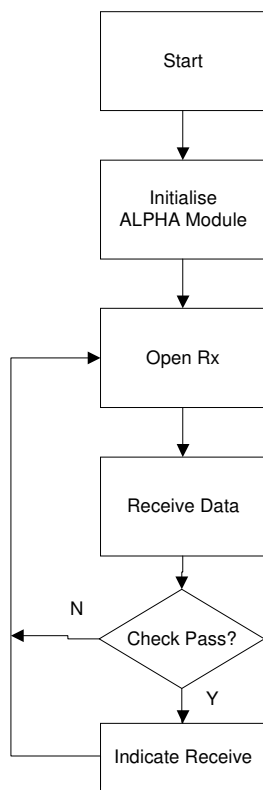 Start
Initialise
ALPHA Module
Open Rx
Receive Data
N
Check Pass?
Y
Indicate Receive